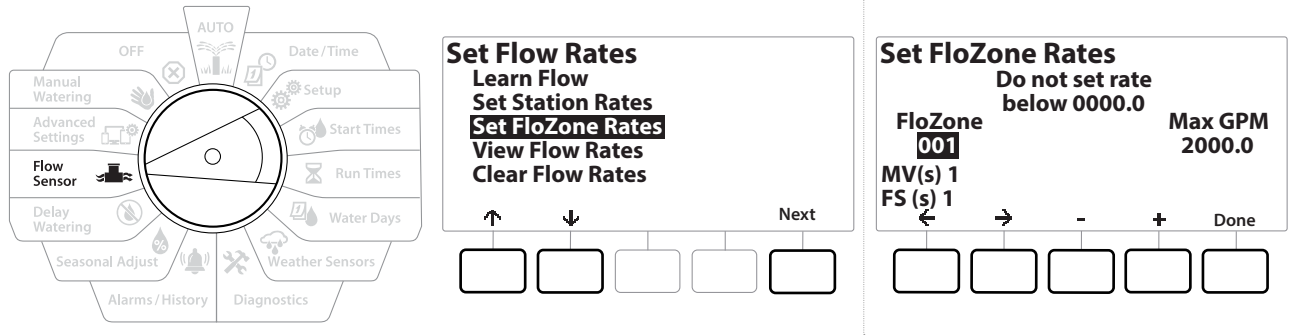 AUTO
OFF
Date / Time
Manual
Watering
Setup
Advanced
Settings
Start Times
Flow
Sensor
Run Times
Delay
Watering
Water Days
Seasonal Adjust
Weather Sensors
Alarms / History
Diagnostics
Set Flow Rates
Learn Flow
Set Station Rates
Set FloZone Rates
View Flow Rates
Clear Flow Rates
↑ ↓ Next
Set FloZone Rates
Do not set rate
below 0000.0
FloZone Max GPM
001 2000.0
MV(s) 1
FS (s) 1
← → - + Done